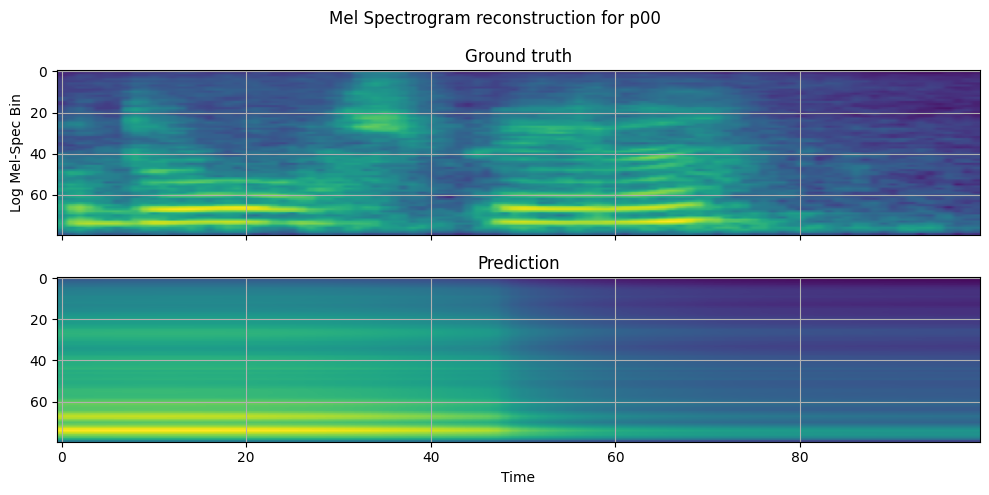 Mel Spectrogram reconstruction for p00
Ground truth
0
20
40
60
Log Mel-Spec Bin
Prediction
0
20
40
60
0 20 40 60 80
Time